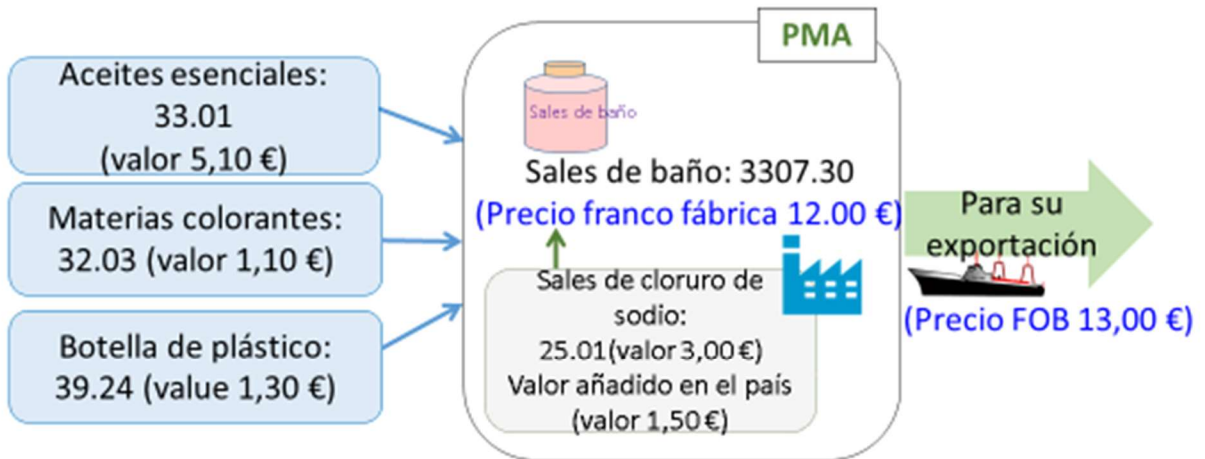 Aceites esenciales:
33.01
(valor 5,10 €)
Materias colorantes:
32.03 (valor 1,10 €)
Botella de plástico:
39.24 (value 1,30 €)
PMA
Sales de baño
Sales de baño: 3307.30
(Precio franco fábrica 12.00 €)
Sales de cloruro de
sodio:
25.01(valor 3,00 €)
Valor añadido en el país
(valor 1,50 €)
Para su
exportación
(Precio FOB 13,00 €)